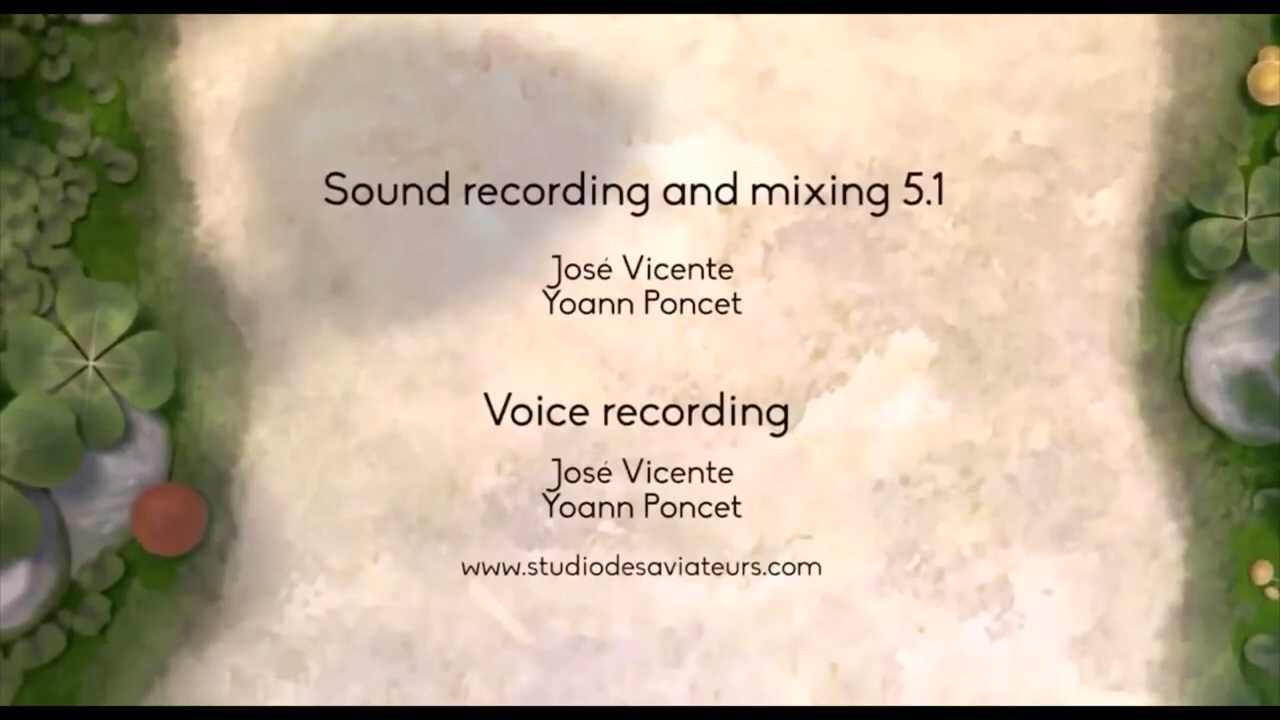 Sound recording and mixing 5.1
José Vicente
Yoann Poncet
Voice recording
José Vicente
Yoann Poncet
www.studiodesaviateurs.com